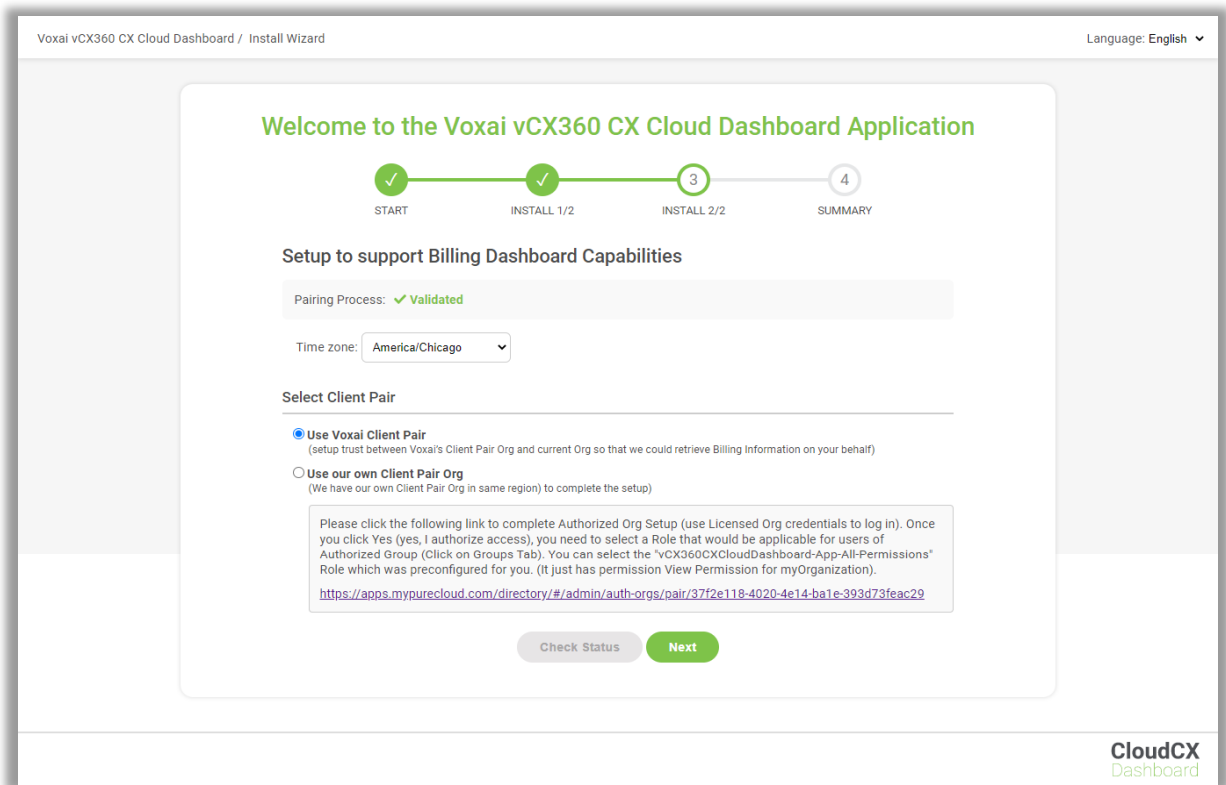 Voxai vCX360 CX Cloud Dashboard / Install Wizard
Language: English
Welcome to the Voxai vCX360 CX Cloud Dashboard Application
3
4
START
INSTALL 1/2
INSTALL 2/2
SUMMARY
Setup to support Billing Dashboard Capabilities
Pairing Process: ✓ Validated
Time zone: America/Chicago
Select Client Pair
Use Voxai Client Pair
(setup trust between Voxai's Client Pair Org and current Org so that we could retrieve Billing Information on your behalf)
Use our own Client Pair Org
(We have our own Client Pair Org in same region) to complete the setup)
Please click the following link to complete Authorized Org Setup (use Licensed Org credentials to log in). Once
you click Yes (yes, I authorize access), you need to select a Role that would be applicable for users of
Authorized Group (Click on Groups Tab). You can select the "vCX360CXCloudDashboard-App-All-Permissions"
Role which was preconfigured for you. (It just has permission View Permission for myOrganization).
https://apps.mypurecloud.com/directory/#/admin/auth-orgs/pair/37f2e118-4020-4e14-ba1e-393d73feac29
Check Status
Next
CloudCX
Dashboard